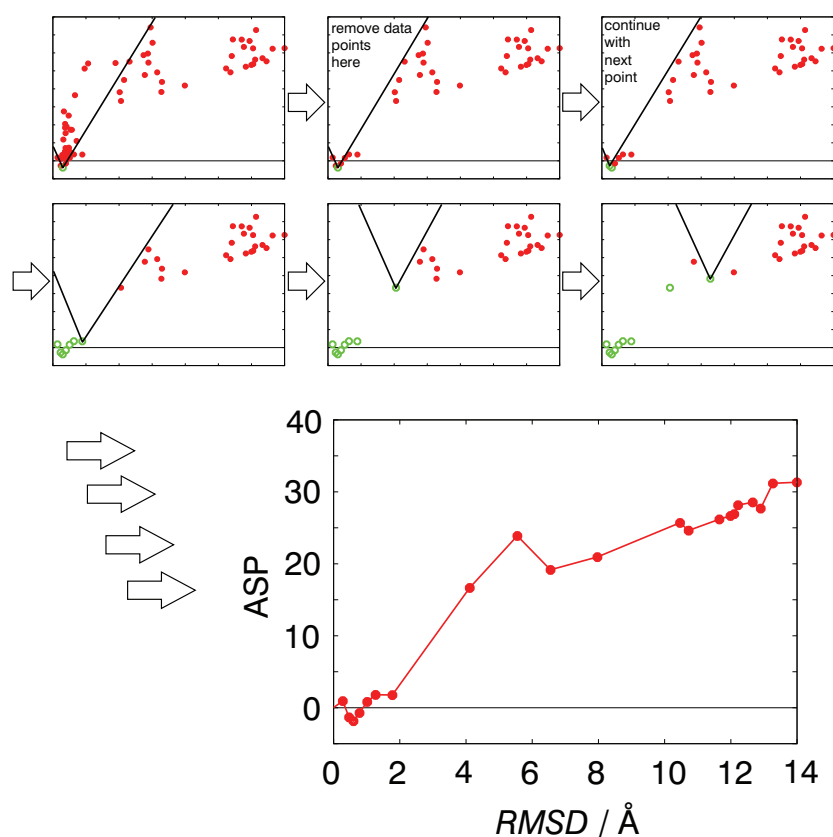 remove data
points
here
continue
with
next
point
40
30
20
10
0
ASP
0 2 4 6 8 10 12 14
RMSD / Å